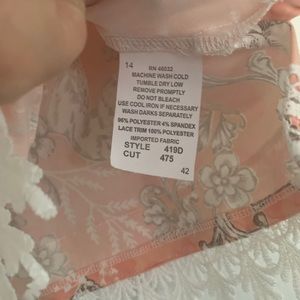 14 RN 46032
MACHINE WASH COLD
TUMBLE DRY LOW
REMOVE PROMPTLY
DO NOT BLEACH
USE COOL IRON IF NECESSARY
WASH DARKS SEPARATELY
96% POLYESTER 4% SPANDEX
LACE TRIM 100% POLYESTER
IMPORTED FABRIC
STYLE 419D
CUT 475
42